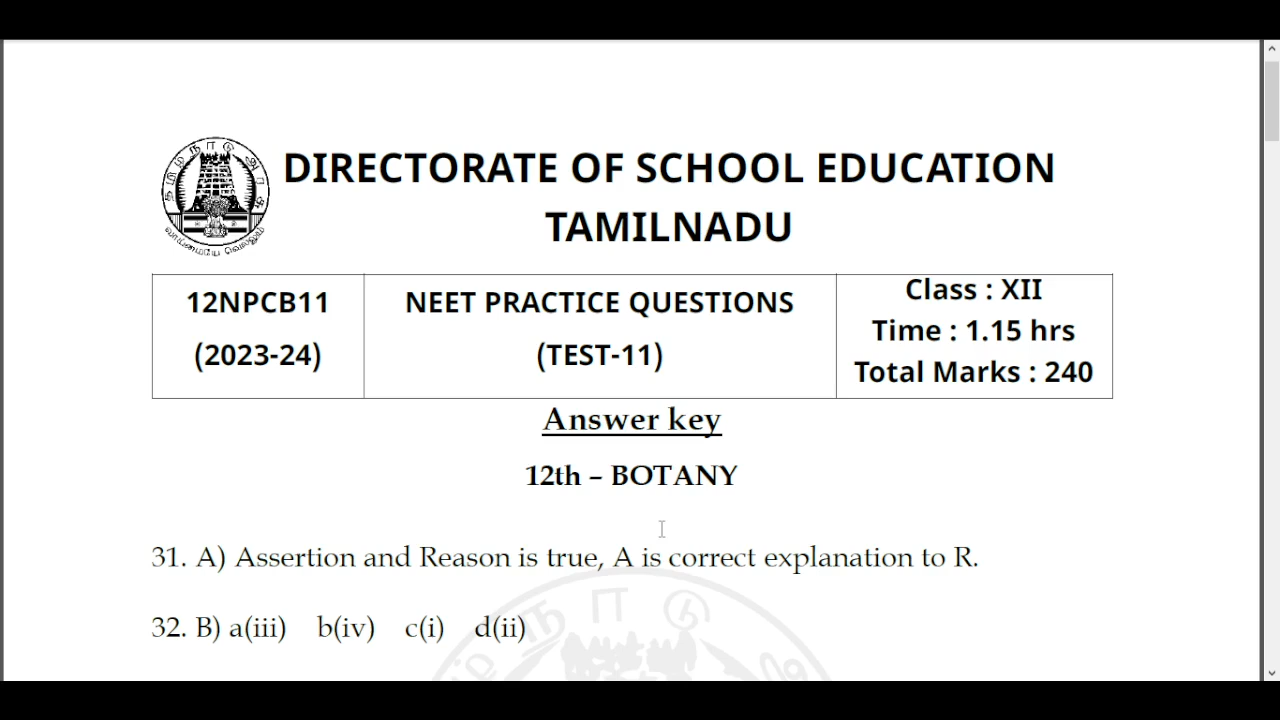 DIRECTORATE OF SCHOOL EDUCATION
TAMILNADU
12NPCB11
(2023-24)
NEET PRACTICE QUESTIONS
(TEST-11)
Class : XII
Time : 1.15 hrs
Total Marks : 240
Answer key
12th – BOTANY
31. A) Assertion and Reason is true, A is correct explanation to R.
32. B) a(iii) b(iv) c(i) d(ii)